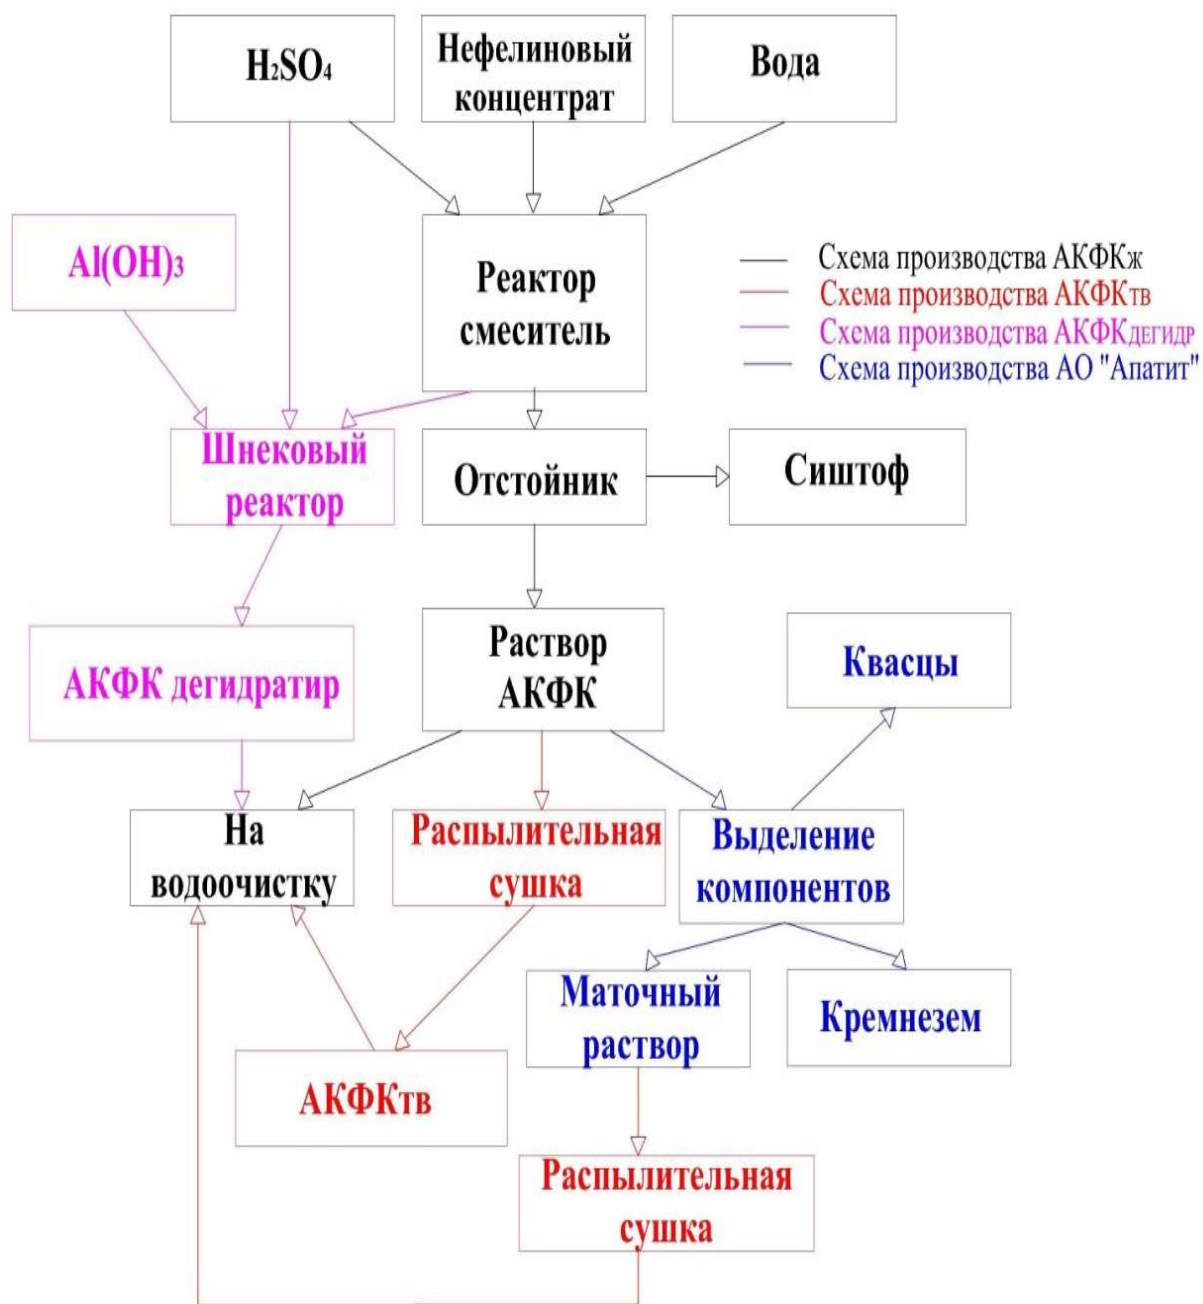 H₂SO₄
Нефелиновый
концентрат
Вода
Al(OH)₃
Реактор
смеситель
Схема производства АКФКж
Схема производства АКФКтв
Схема производства АКФКДЕГИДР
Схема производства АО "Апатит"
Шнековый
реактор
Отстойник
Сиштоф
АКФК дегидратир
Раствор
АКФК
Квасцы
На
водоочистку
Распылительная
сушка
Выделение
компонентов
Маточный
раствор
Кремнезем
АКФКтв
Распылительная
сушка